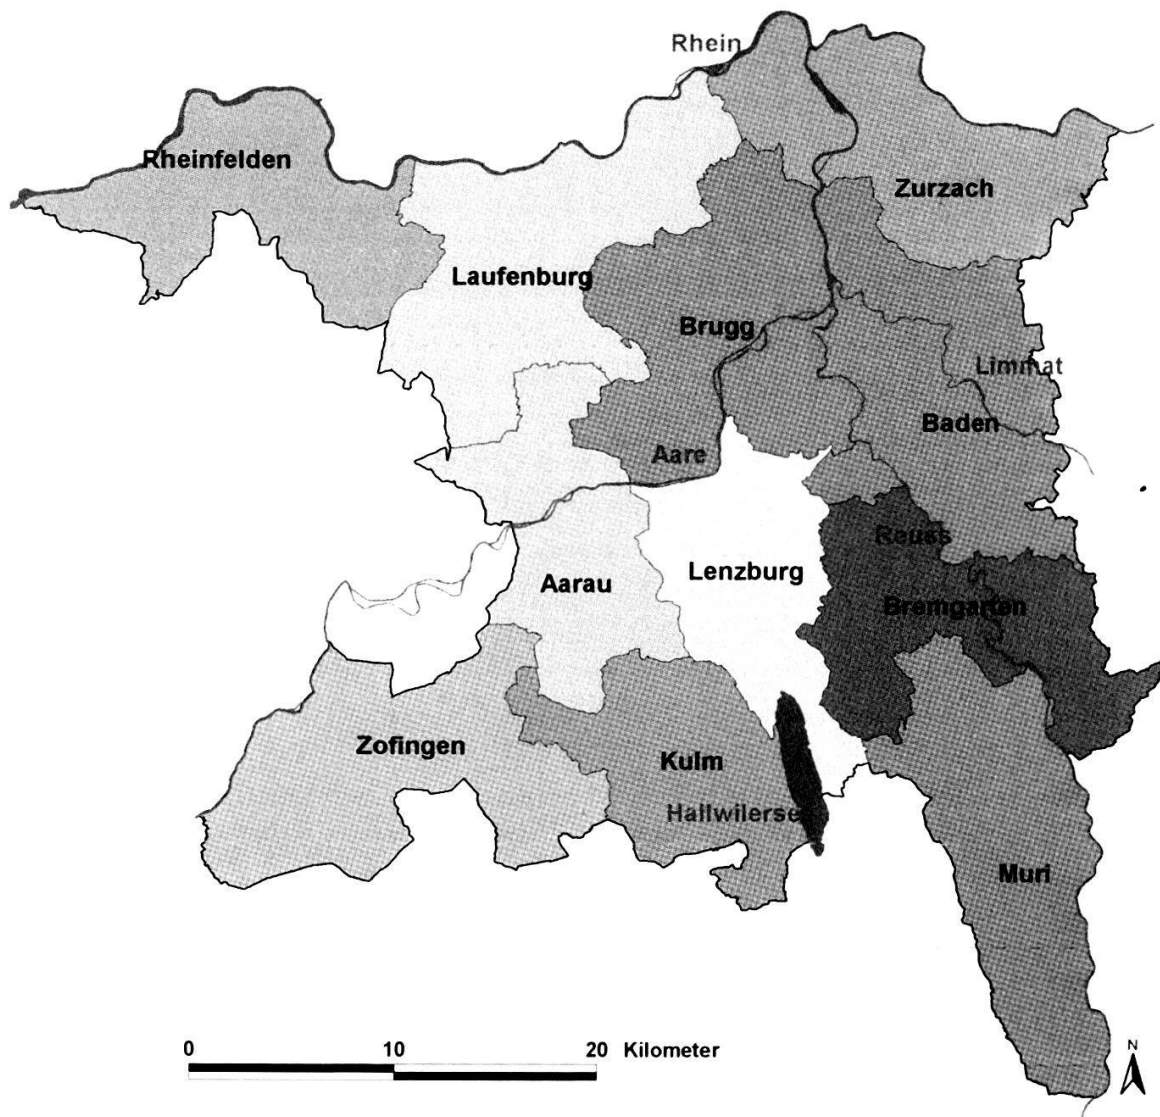 Rhein
Rheinfelden
Zurzach
Laufenburg
Brugg
Limmat
Baden
Aare
Reuss
Lenzburg
Aarau
Bremgarten
Zofingen
Kulm
Hallwilerse
Muri
0 10 20 Kilometer
N